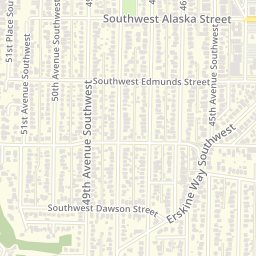 Southwest Alaska Street
51st Place Sou
50th Avenue Southwest
51st Avenue Southwest
Southwest Edmunds Street
49th Avenue Southwest
45th Avenue Southwest
Erskine Way Southwest
Southwest Dawson Street